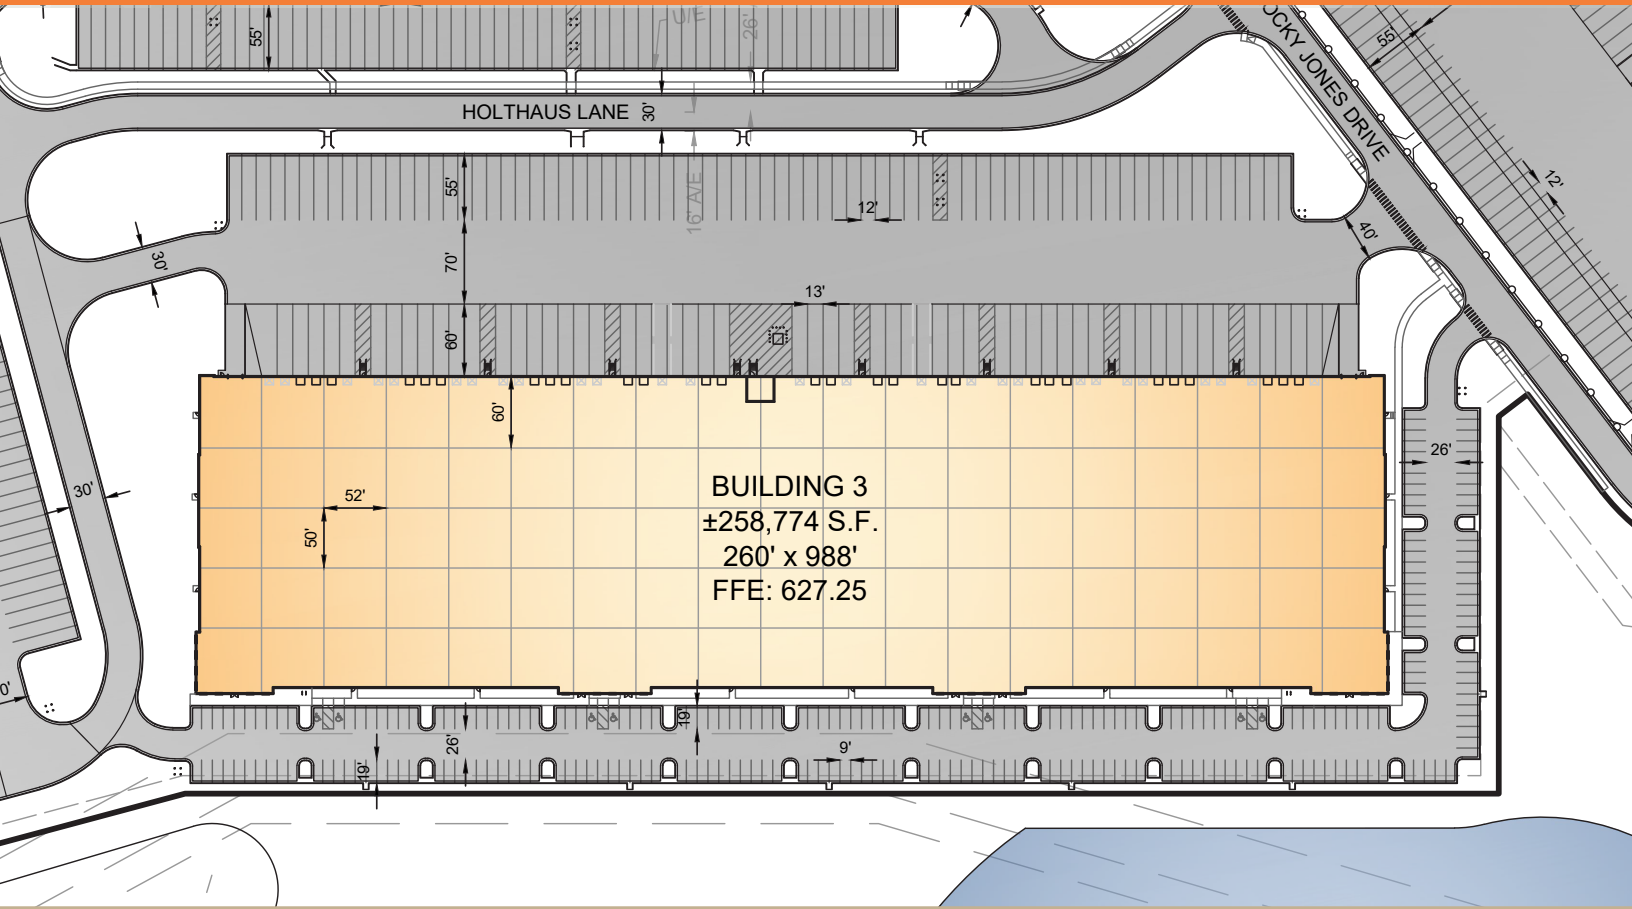 55'
U/E
26'
OCKY JONES DRIVE
55'
HOLTHAUS LANE
30'
16' A/E
55'
12'
12'
30'
70'
40'
13'
60'
60'
26'
30'
52'
50'
BUILDING 3
±258,774 S.F.
260' x 988'
FFE: 627.25
0'
19'
26'
9'
19'